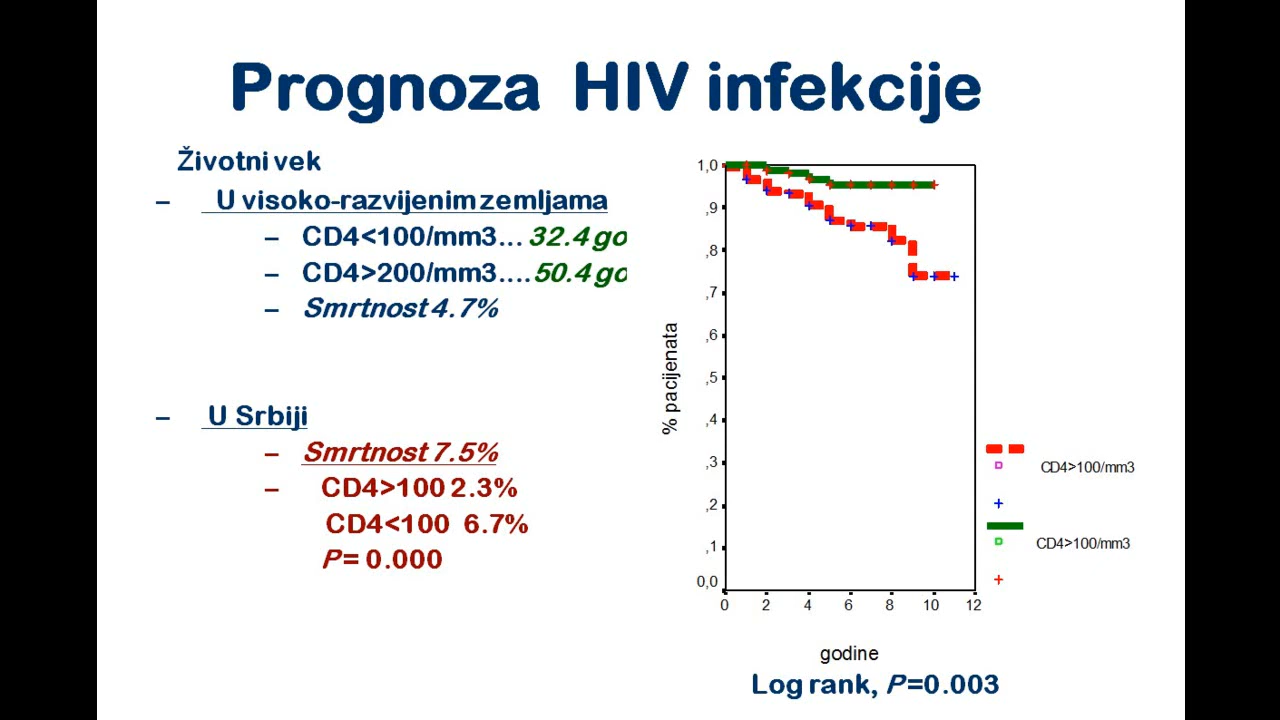 Prognoza HIV infekcije
Životni vek
– U visoko-razvijenim zemljama
– CD4<100/mm3... 32.4 go
– CD4>200/mm3.... 50.4 go
– Smrtnost 4.7%
– U Srbiji
– Smrtnost 7.5%
– CD4>100 2.3%
CD4<100 6.7%
P= 0.000
% pacijenata
1,0
,9
,8
,7
,6
,5
,4
,3
,2
,1
0,0
0 2 4 6 8 10 12
godine
CD4>100/mm3
CD4>100/mm3
Log rank, P=0.003